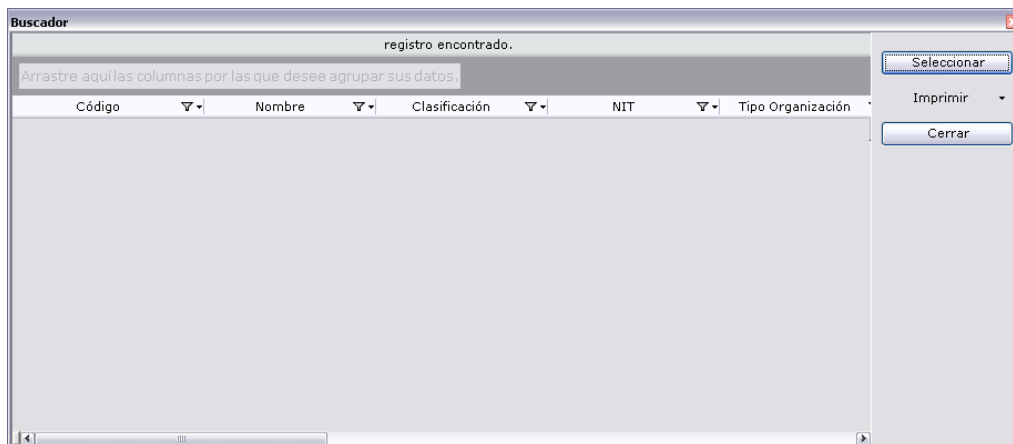 Buscador
registro encontrado.
Arrastre aquí las columnas por las que desee agrupar sus datos.
Código Nombre Clasificación NIT Tipo Organización
Seleccionar
Imprimir
Cerrar